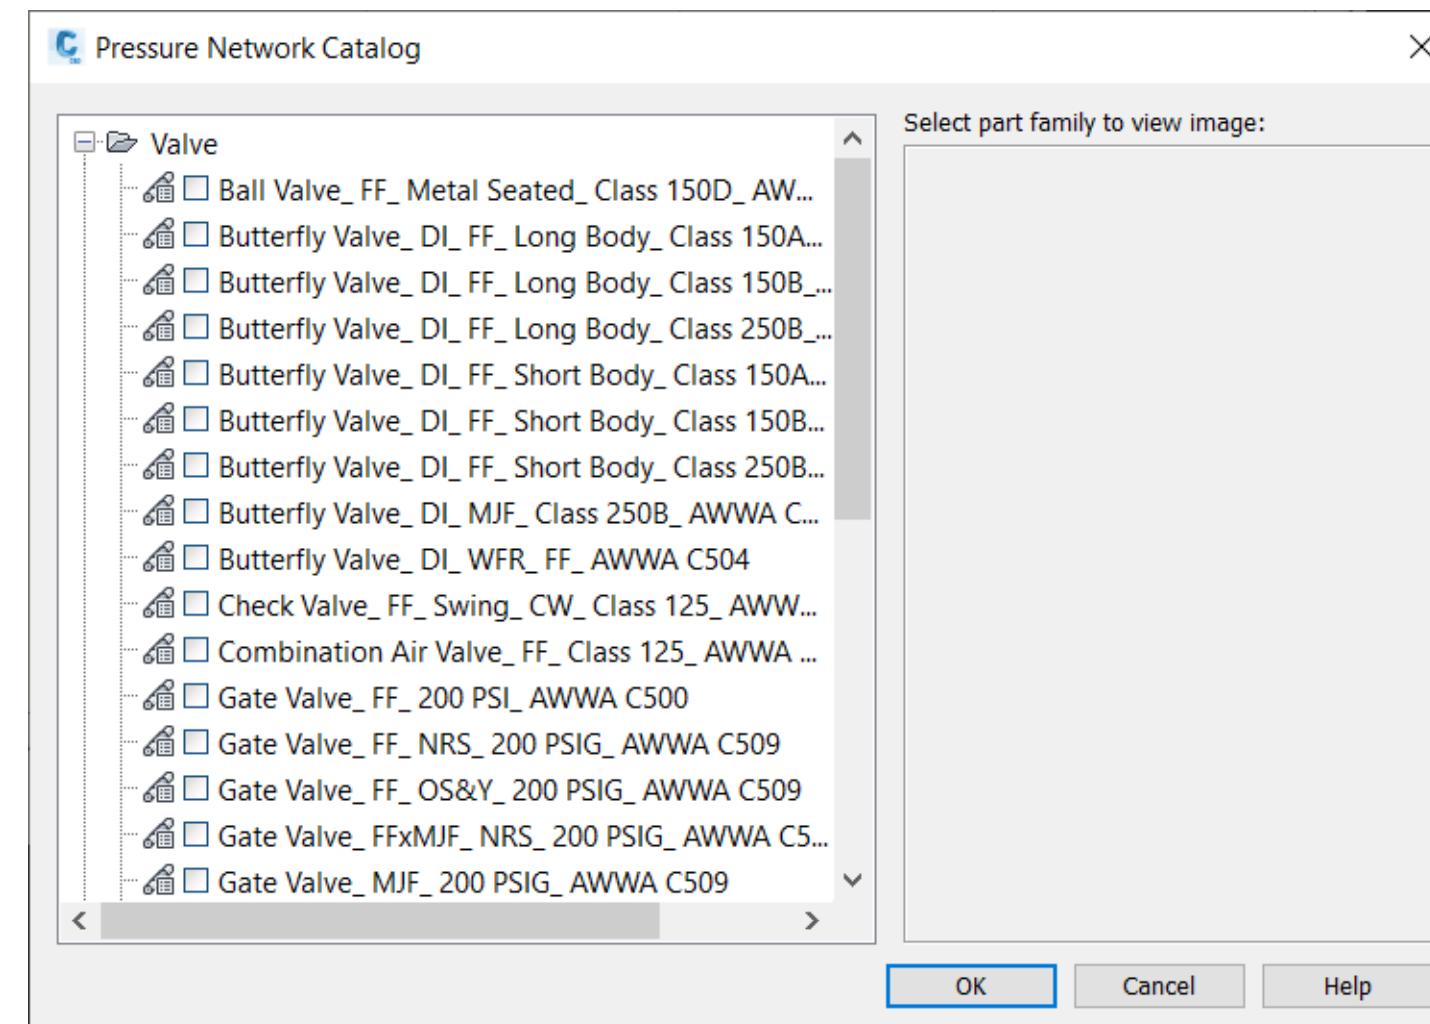 Pressure Network Catalog
Select part family to view image:
Valve
Ball Valve_ FF_ Metal Seated_ Class 150D_ AW...
Butterfly Valve_ DI_ FF_ Long Body_ Class 150A...
Butterfly Valve_ DI_ FF_ Long Body_ Class 150B_...
Butterfly Valve_ DI_ FF_ Long Body_ Class 250B_...
Butterfly Valve_ DI_ FF_ Short Body_ Class 150A...
Butterfly Valve_ DI_ FF_ Short Body_ Class 150B...
Butterfly Valve_ DI_ FF_ Short Body_ Class 250B...
Butterfly Valve_ DI_ MJF_ Class 250B_ AWWA C...
Butterfly Valve_ DI_ WFR_ FF_ AWWA C504
Check Valve_ FF_ Swing_ CW_ Class 125_ AWW...
Combination Air Valve_ FF_ Class 125_ AWWA ...
Gate Valve_ FF_ 200 PSI_ AWWA C500
Gate Valve_ FF_ NRS_ 200 PSIG_ AWWA C509
Gate Valve_ FF_ OS&Y_ 200 PSIG_ AWWA C509
Gate Valve_ FFxMJF_ NRS_ 200 PSIG_ AWWA C5...
Gate Valve_ MJF_ 200 PSIG_ AWWA C509
OK
Cancel
Help